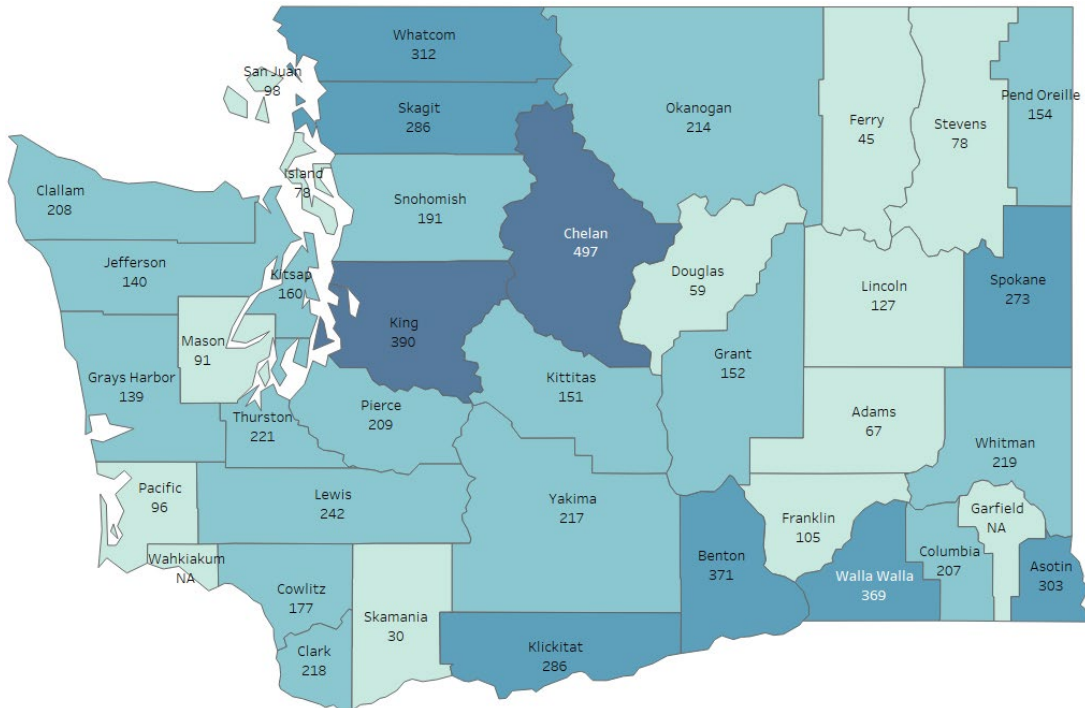 Whatcom
312
San Juan
98
Skagit
286
Okanogan
214
Ferry
45
Stevens
78
Pend Oreille
154
Island
78
Clallam
208
Snohomish
191
Chelan
497
Jefferson
140
Kitsap
160
Douglas
59
Lincoln
127
Spokane
273
King
390
Mason
91
Grays Harbor
139
Kittitas
151
Grant
152
Thurston
221
Pierce
209
Adams
67
Whitman
219
Pacific
96
Lewis
242
Yakima
217
Franklin
105
Garfield
NA
Wahkiakum
NA
Benton
371
Walla Walla
369
Columbia
207
Asotin
303
Cowlitz
177
Skamania
30
Clark
218
Klickitat
286